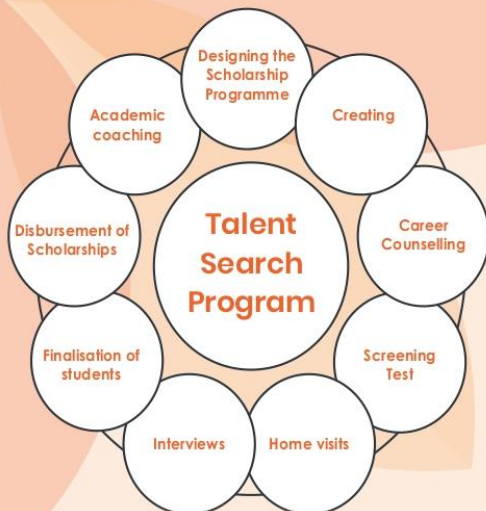 Designing the
Scholarship
Programme
Creating
Career
Counselling
Screening
Test
Home visits
Interviews
Finalisation of
students
Disbursement of
Scholarships
Academic
coaching
Talent
Search
Program